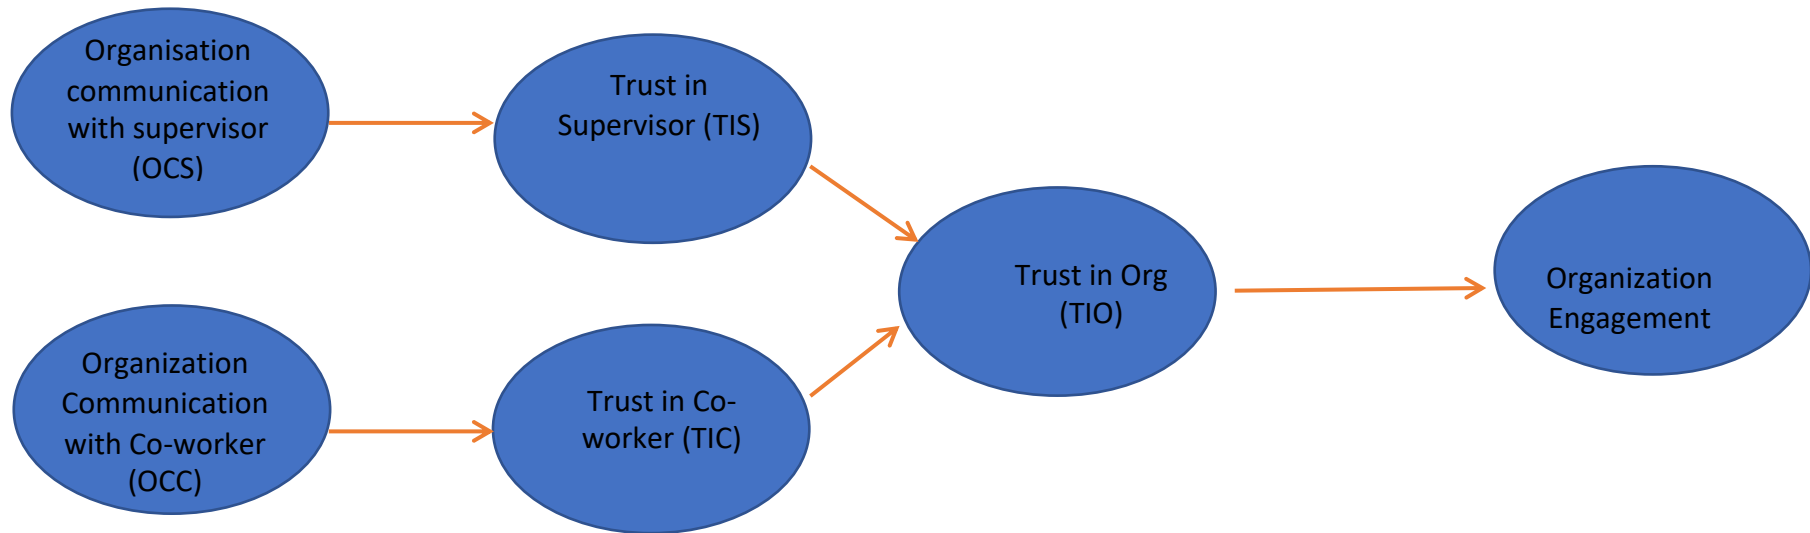 Organisation
communication
with supervisor
(OCS)
Trust in
Supervisor (TIS)
Organization
Communication
with Co-worker
(OCC)
Trust in Co-
worker (TIC)
Trust in Org
(TIO)
Organization
Engagement